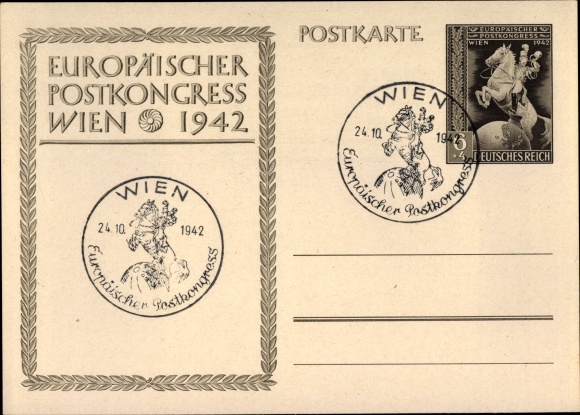 EUROPÄISCHER
POSTKONGRESS
WIEN 1942
POSTKARTE
EUROPÄISCHER
POSTKONGRESS
WIEN 1942
6+4 DEUTSCHES REICH
WIEN
24.10. 1942
Europäischer Postkongress
WIEN
24.10. 1942
Europäischer Postkongress